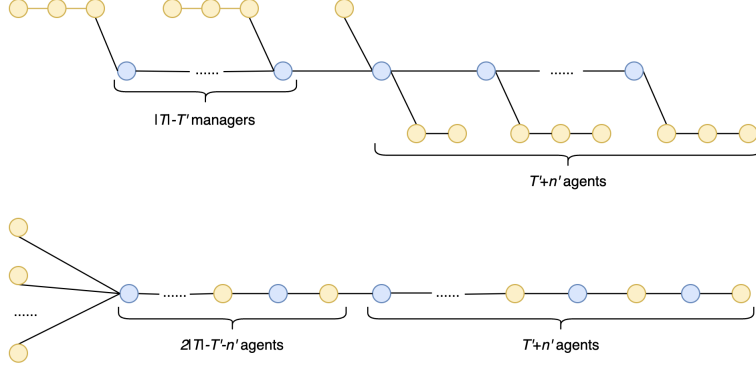 ......
......
|T|-T' managers
T'+n' agents
......
......
......
2|T|-T'-n' agents
T'+n' agents